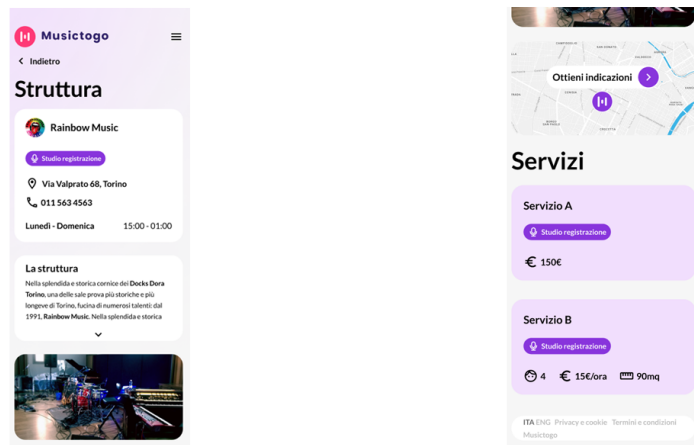 Musictogo
Indietro
Struttura
Rainbow Music
Studio registrazione
Via Valprato 68, Torino
011 563 4563
Lunedì - Domenica 15:00 - 01:00
La struttura
Nella splendida e storica cornice dei Docks Dora
Torino, una delle sale prova più storiche e più
longeve di Torino, fucina di numerosi talenti: dal
1991, Rainbow Music. Nella splendida e storica
Ottieni indicazioni
Servizi
Servizio A
Studio registrazione
€ 150€
Servizio B
Studio registrazione
4 € 15€/ora 90mq
ITA ENG Privacy e cookie Termini e condizioni
Musictogo